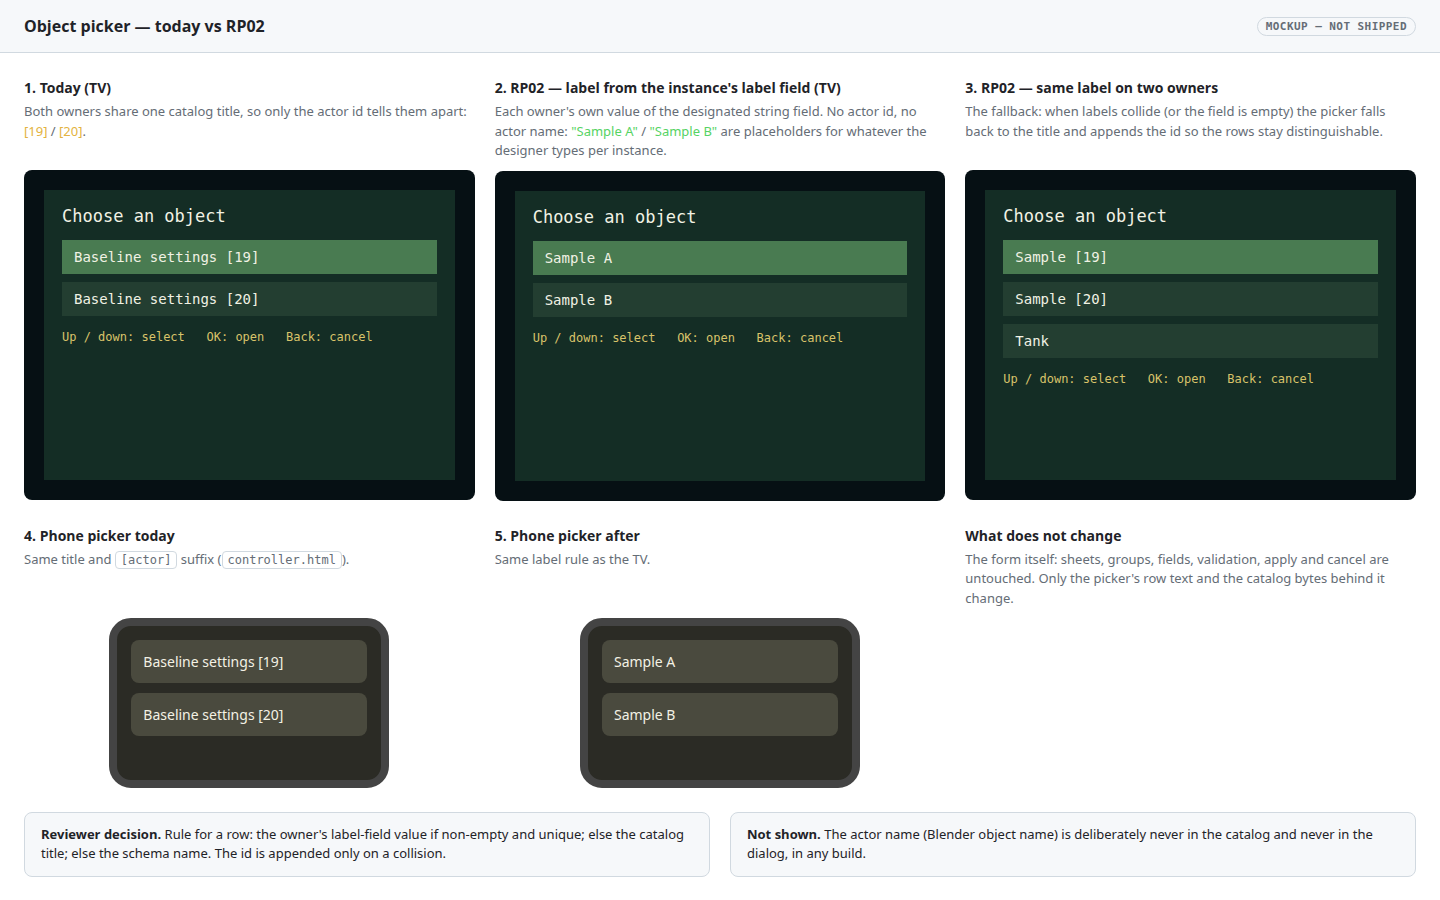 Object picker — today vs RP02
MOCKUP — NOT SHIPPED
1. Today (TV)
Both owners share one catalog title, so only the actor id tells them apart:
[19] / [20].
Choose an object
Baseline settings [19]
Baseline settings [20]
Up / down: select   OK: open   Back: cancel
2. RP02 — label from the instance's label field (TV)
Each owner's own value of the designated string field. No actor id, no
actor name: "Sample A" / "Sample B" are placeholders for whatever the
designer types per instance.
Choose an object
Sample A
Sample B
Up / down: select   OK: open   Back: cancel
3. RP02 — same label on two owners
The fallback: when labels collide (or the field is empty) the picker falls
back to the title and appends the id so the rows stay distinguishable.
Choose an object
Sample [19]
Sample [20]
Tank
Up / down: select   OK: open   Back: cancel
4. Phone picker today
Same title and [actor] suffix (controller.html).
Baseline settings [19]
Baseline settings [20]
5. Phone picker after
Same label rule as the TV.
Sample A
Sample B
What does not change
The form itself: sheets, groups, fields, validation, apply and cancel are
untouched. Only the picker's row text and the catalog bytes behind it
change.
Reviewer decision. Rule for a row: the owner's label-field value if non-empty and unique; else the catalog
title; else the schema name. The id is appended only on a collision.
Not shown. The actor name (Blender object name) is deliberately never in the catalog and never in the
dialog, in any build.